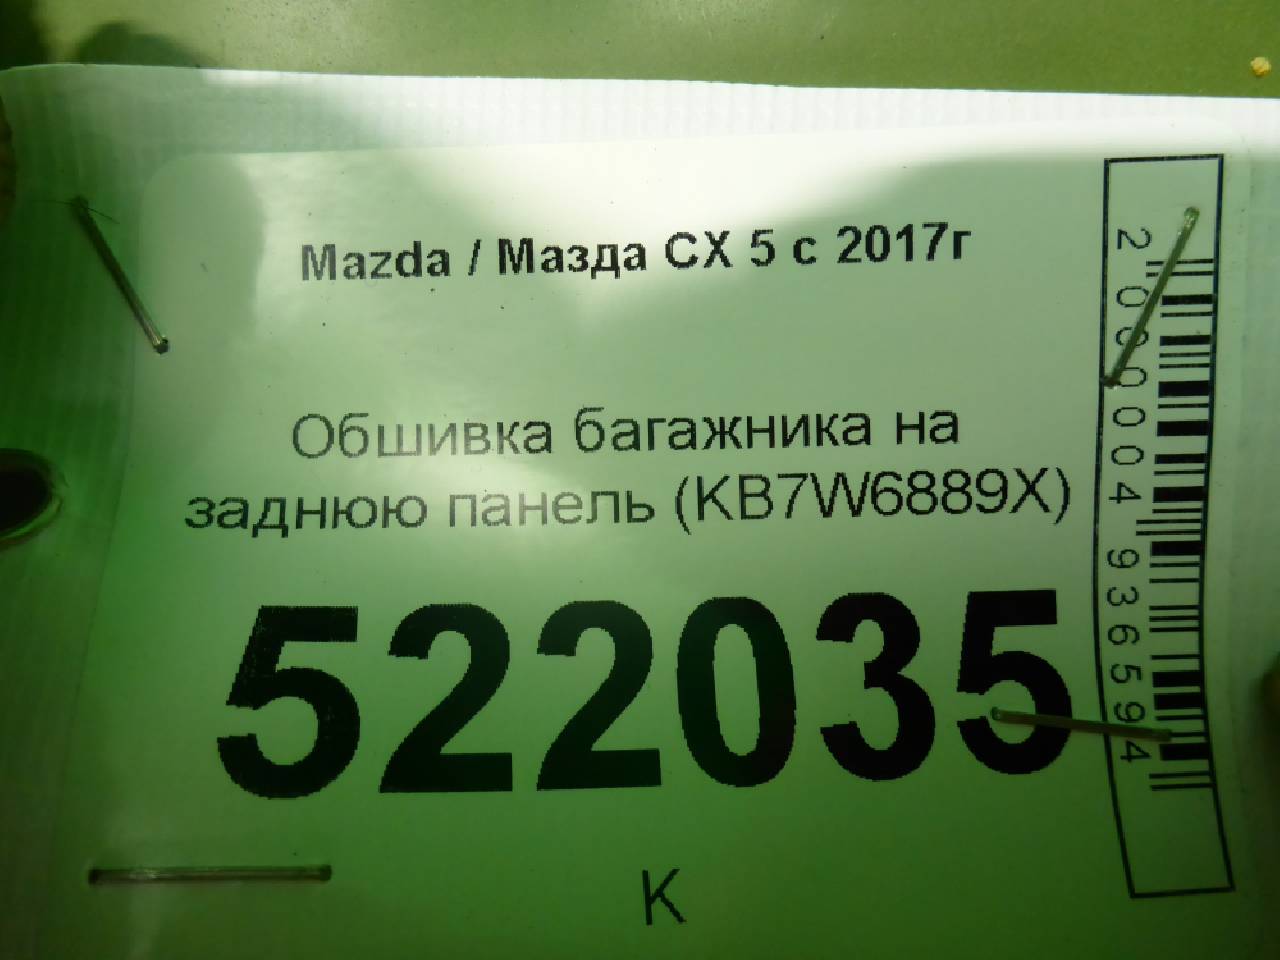 Mazda / Мазда CX 5 с 2017г
Обшивка багажника на
заднюю панель (KB7W6889X)
522035
К
2000004936594